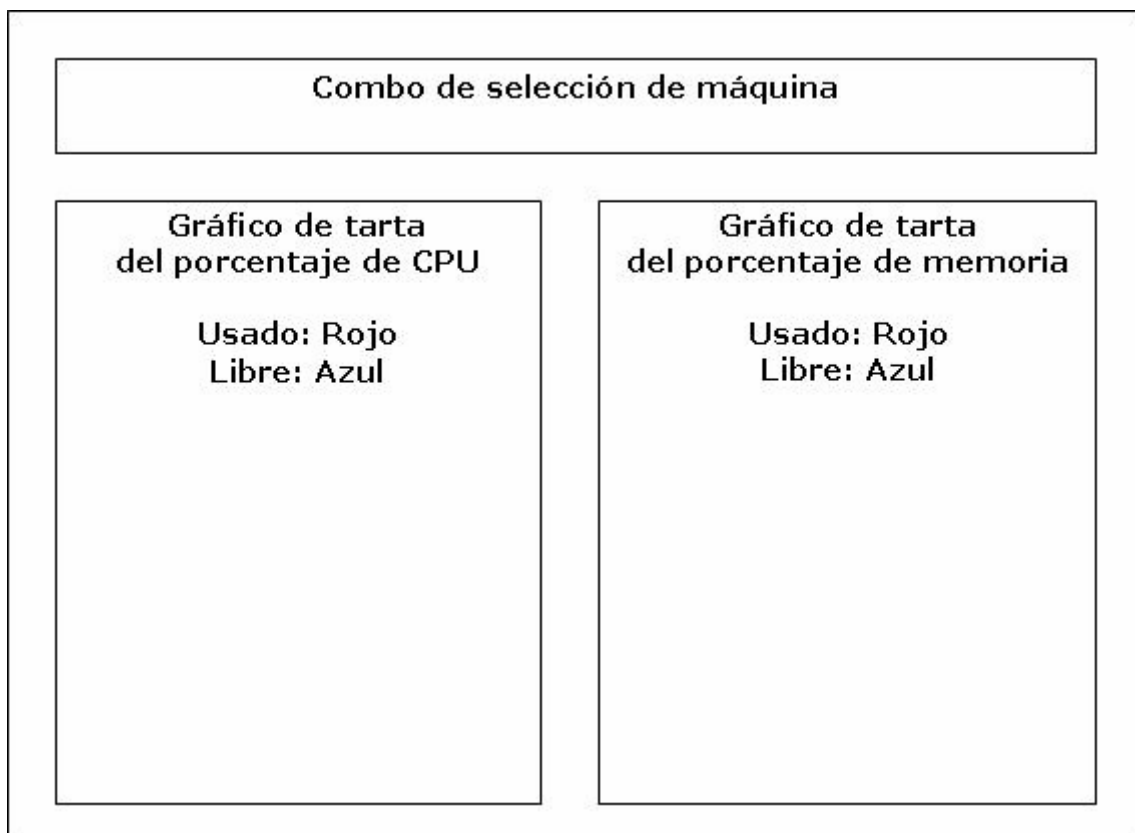 Combo de selección de máquina
Gráfico de tarta
del porcentaje de CPU
Usado: Rojo
Libre: Azul
Gráfico de tarta
del porcentaje de memoria
Usado: Rojo
Libre: Azul